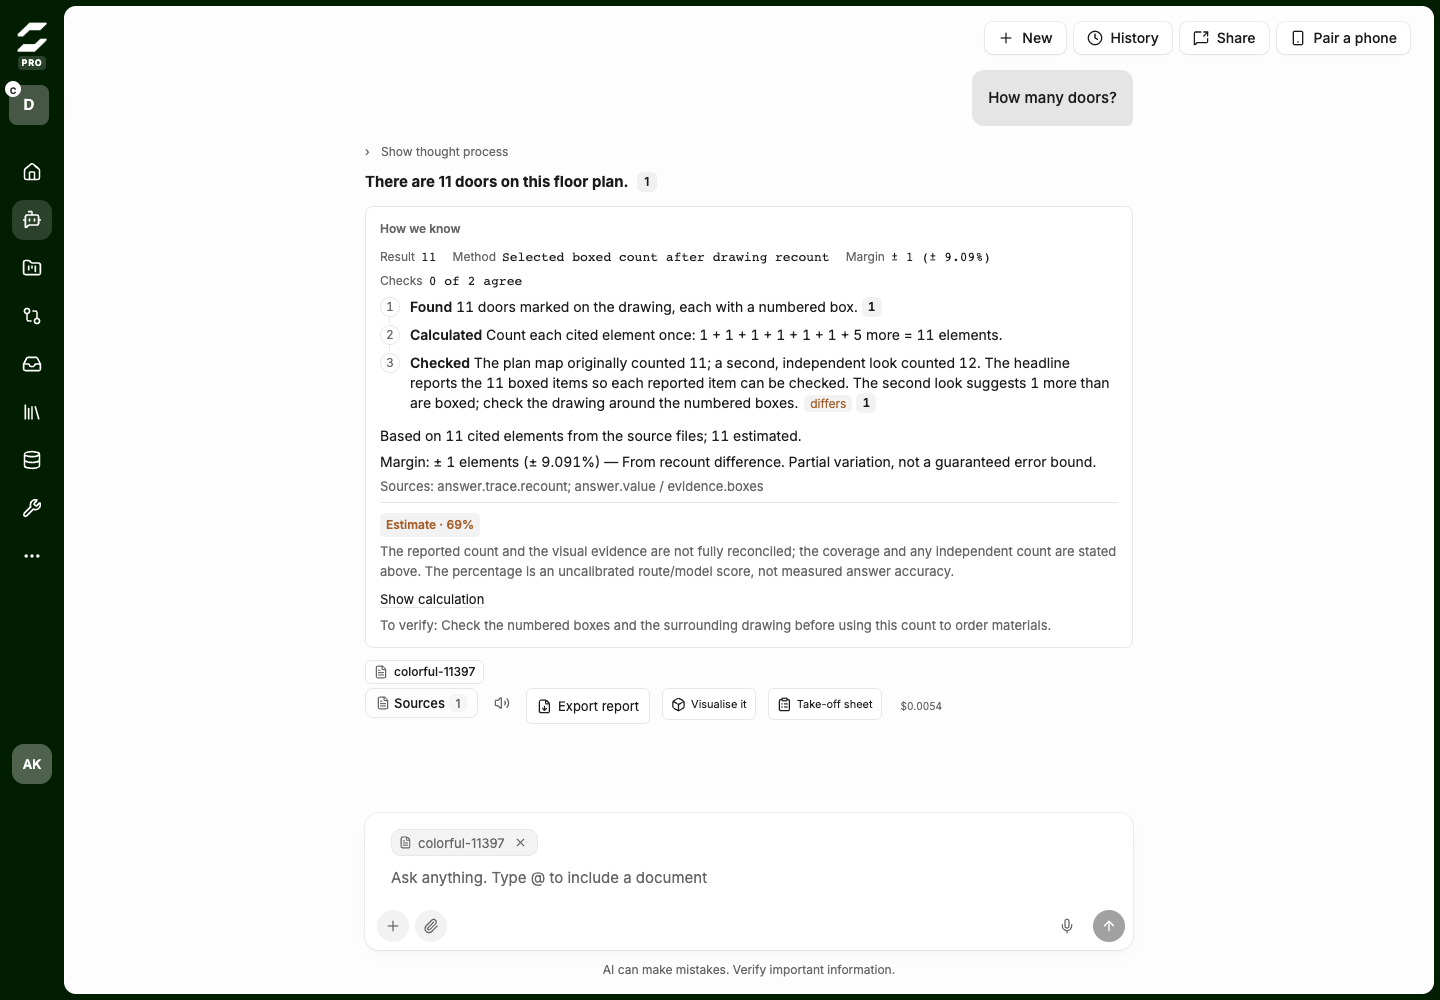 New
History
Share
Pair a phone
PRO
c
D
How many doors?
Show thought process
There are 11 doors on this floor plan. 1
How we know
Result 11 Method Selected boxed count after drawing recount Margin ± 1 (± 9.09%)
Checks 0 of 2 agree
1 Found 11 doors marked on the drawing, each with a numbered box. 1
2 Calculated Count each cited element once: 1 + 1 + 1 + 1 + 1 + 1 + 5 more = 11 elements.
3 Checked The plan map originally counted 11; a second, independent look counted 12. The headline
reports the 11 boxed items so each reported item can be checked. The second look suggests 1 more than
are boxed; check the drawing around the numbered boxes. differs 1
Based on 11 cited elements from the source files; 11 estimated.
Margin: ± 1 elements (± 9.091%) — From recount difference. Partial variation, not a guaranteed error bound.
Sources: answer.trace.recount; answer.value / evidence.boxes
Estimate · 69%
The reported count and the visual evidence are not fully reconciled; the coverage and any independent count are stated
above. The percentage is an uncalibrated route/model score, not measured answer accuracy.
Show calculation
To verify: Check the numbered boxes and the surrounding drawing before using this count to order materials.
colorful-11397
Sources 1
Export report
Visualise it
Take-off sheet
$0.0054
AK
colorful-11397
Ask anything. Type @ to include a document
AI can make mistakes. Verify important information.